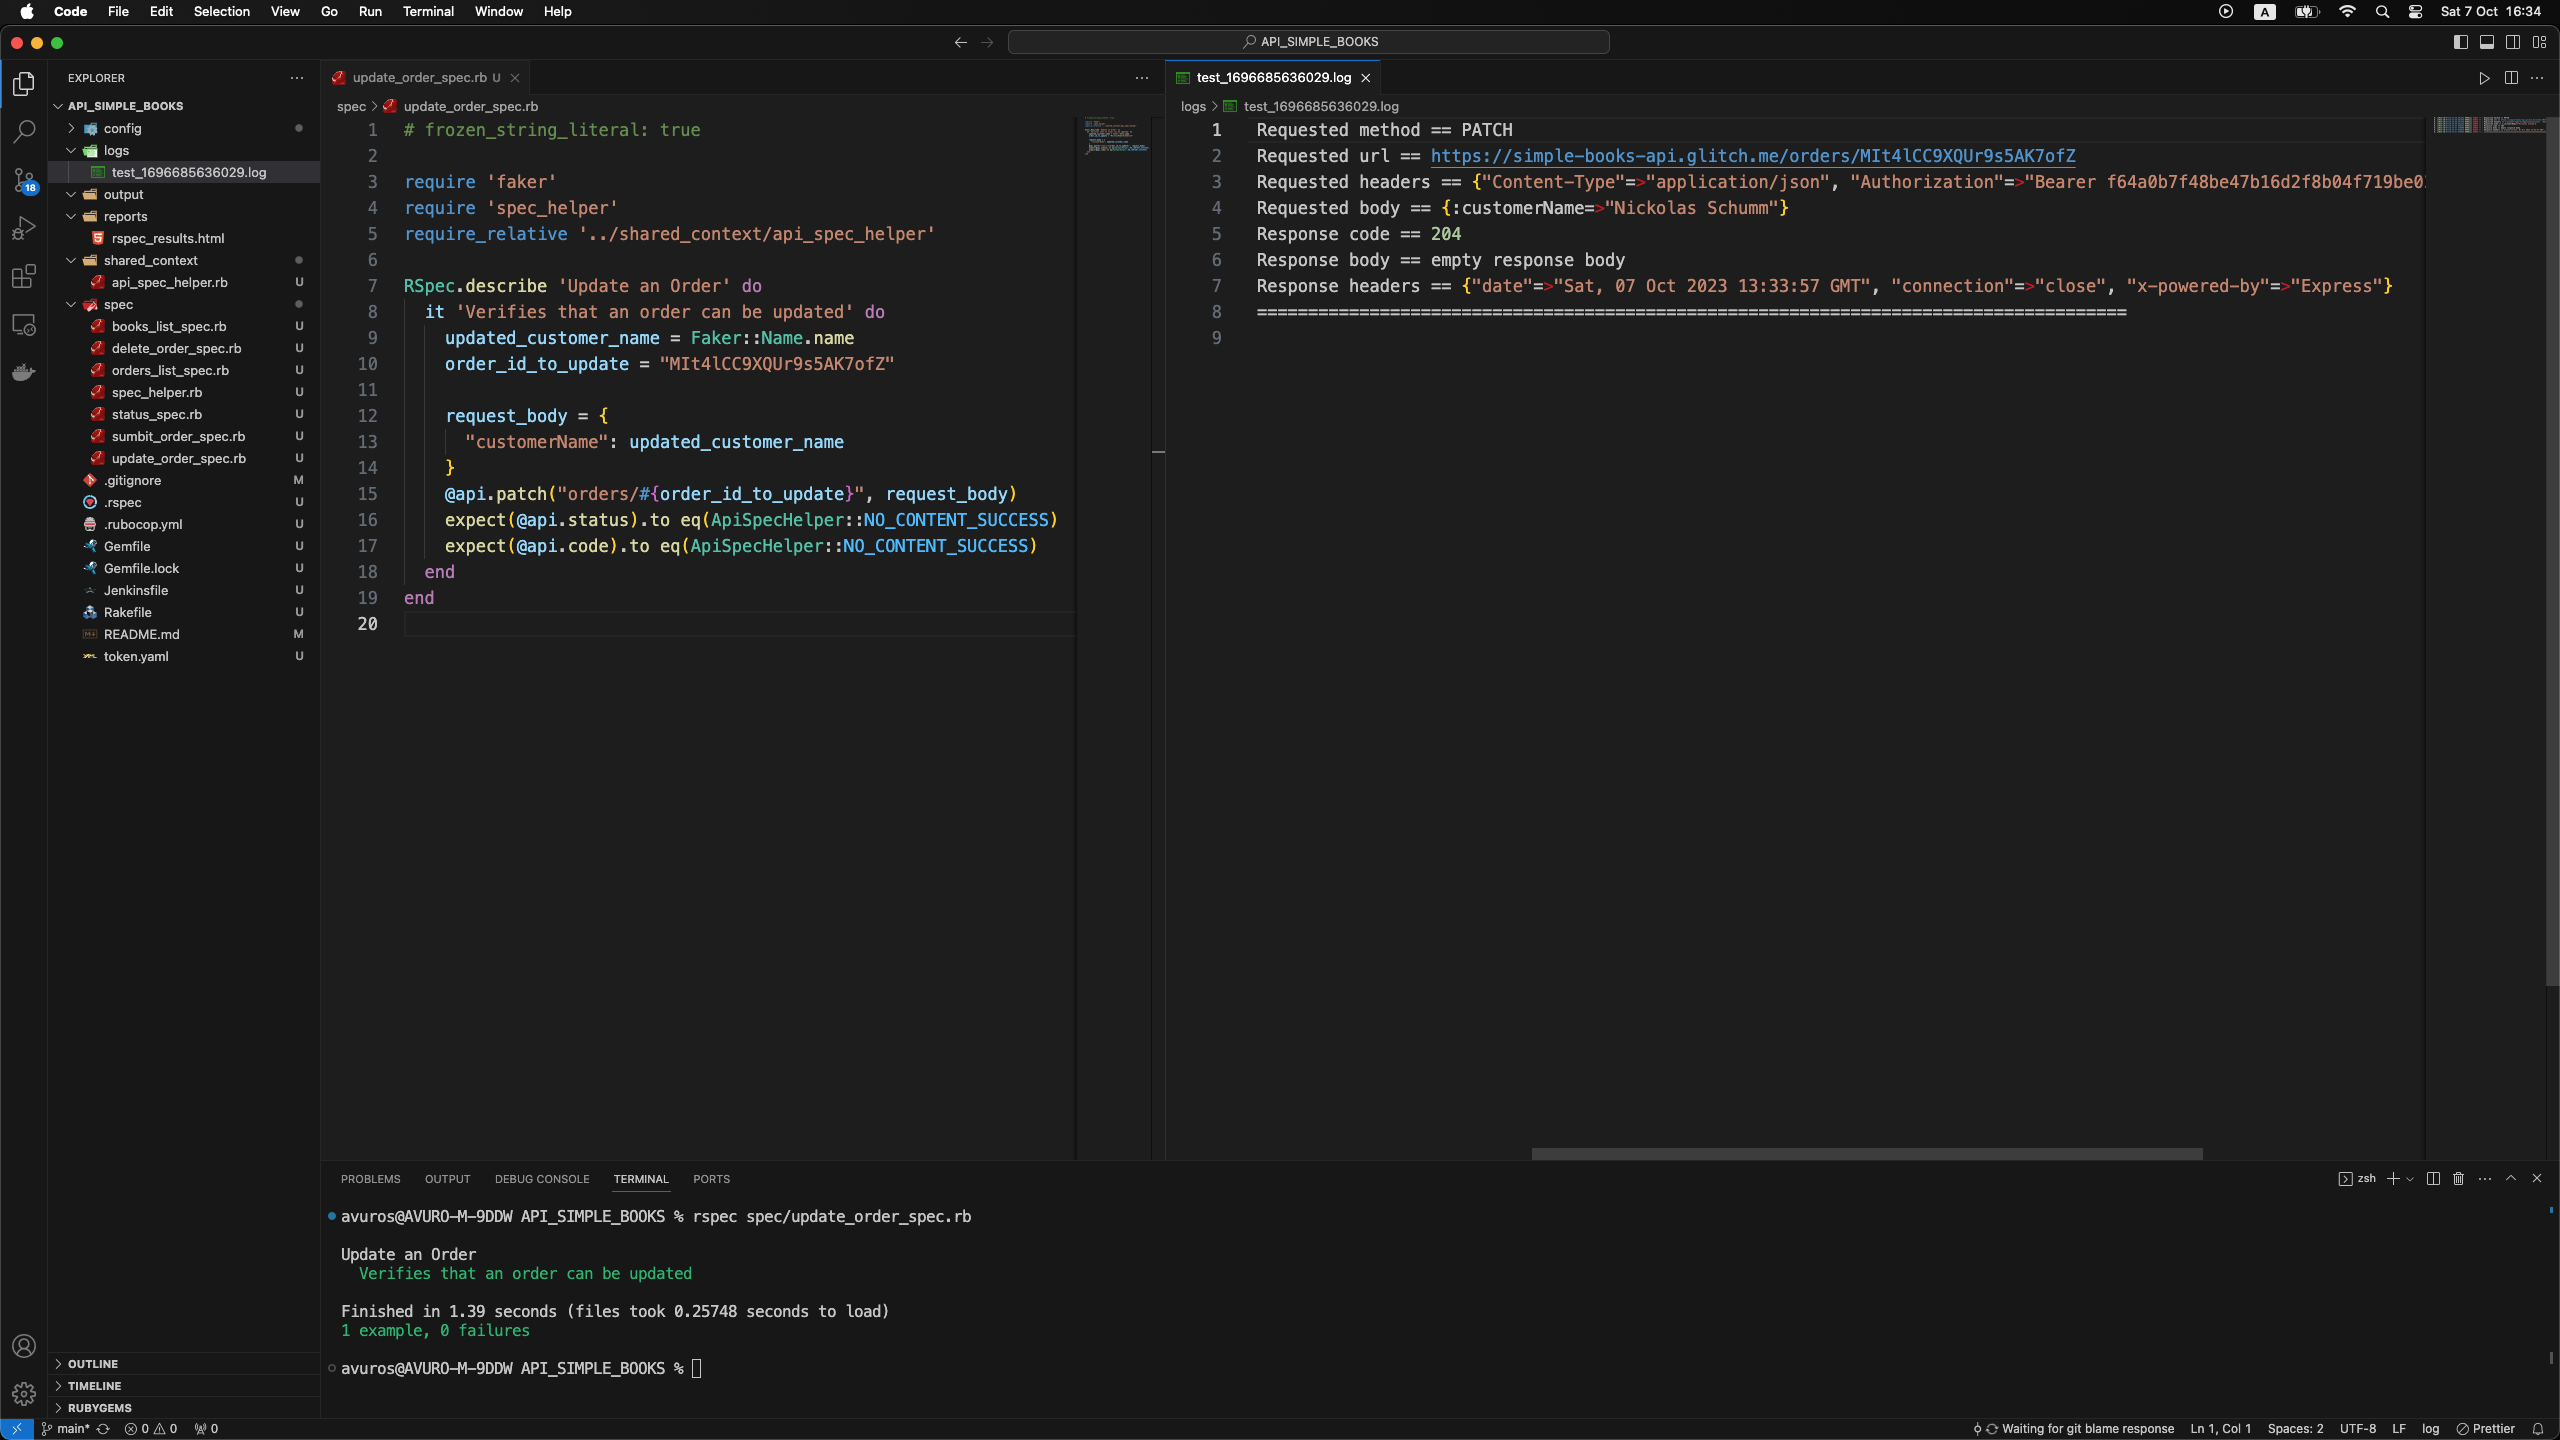 Code File Edit Selection View Go Run Terminal Window Help
A
Sat 7 Oct 16:34
API_SIMPLE_BOOKS
EXPLORER
API_SIMPLE_BOOKS
config
logs
test_1696685636029.log
output
reports
rspec_results.html
shared_context
api_spec_helper.rb U
spec
books_list_spec.rb U
delete_order_spec.rb U
orders_list_spec.rb U
spec_helper.rb U
status_spec.rb U
sumbit_order_spec.rb U
update_order_spec.rb U
.gitignore M
.rspec U
.rubocop.yml U
Gemfile U
Gemfile.lock U
Jenkinsfile U
Rakefile U
README.md M
token.yaml U
18
OUTLINE
TIMELINE
RUBYGEMS
update_order_spec.rb U
spec > update_order_spec.rb
1 # frozen_string_literal: true
2
3 require 'faker'
4 require 'spec_helper'
5 require_relative '../shared_context/api_spec_helper'
6
7 RSpec.describe 'Update an Order' do
8 it 'Verifies that an order can be updated' do
9 updated_customer_name = Faker::Name.name
10 order_id_to_update = "MIt4lCC9XQUr9s5AK7ofZ"
11
12 request_body = {
13 "customerName": updated_customer_name
14 }
15 @api.patch("orders/#{order_id_to_update}", request_body)
16 expect(@api.status).to eq(ApiSpecHelper::NO_CONTENT_SUCCESS)
17 expect(@api.code).to eq(ApiSpecHelper::NO_CONTENT_SUCCESS)
18 end
19 end
20
test_1696685636029.log
logs > test_1696685636029.log
1 Requested method == PATCH
2 Requested url == https://simple-books-api.glitch.me/orders/MIt4lCC9XQUr9s5AK7ofZ
3 Requested headers == {"Content-Type"=>"application/json", "Authorization"=>"Bearer f64a0b7f48be47b16d2f8b04f719be0
4 Requested body == {:customerName=>"Nickolas Schumm"}
5 Response code == 204
6 Response body == empty response body
7 Response headers == {"date"=>"Sat, 07 Oct 2023 13:33:57 GMT", "connection"=>"close", "x-powered-by"=>"Express"}
8 =====================================================================================
9
PROBLEMS OUTPUT DEBUG CONSOLE TERMINAL PORTS
zsh
avuros@AVURO-M-9DDW API_SIMPLE_BOOKS % rspec spec/update_order_spec.rb
Update an Order
Verifies that an order can be updated
Finished in 1.39 seconds (files took 0.25748 seconds to load)
1 example, 0 failures
avuros@AVURO-M-9DDW API_SIMPLE_BOOKS %
main* 0 0 0
Waiting for git blame response Ln 1, Col 1 Spaces: 2 UTF-8 LF log Prettier